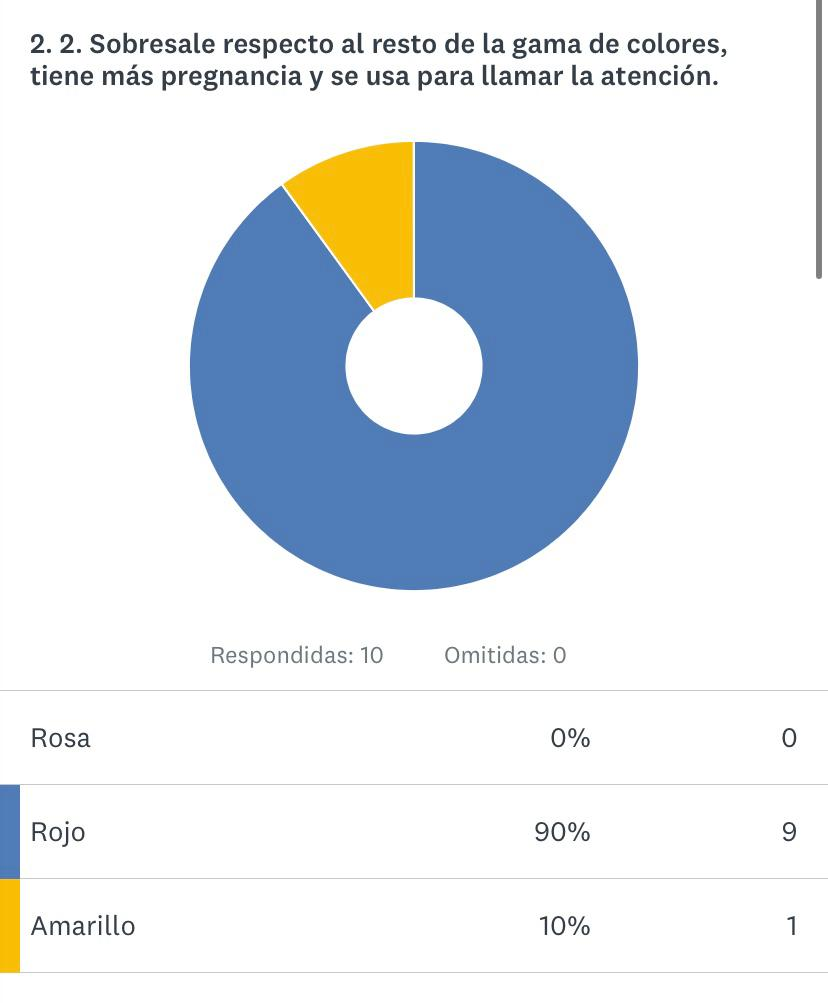 2. 2. Sobresale respecto al resto de la gama de colores,
tiene más pregnancia y se usa para llamar la atención.
Respondidas: 10 Omitidas: 0
Rosa 0% 0
Rojo 90% 9
Amarillo 10% 1